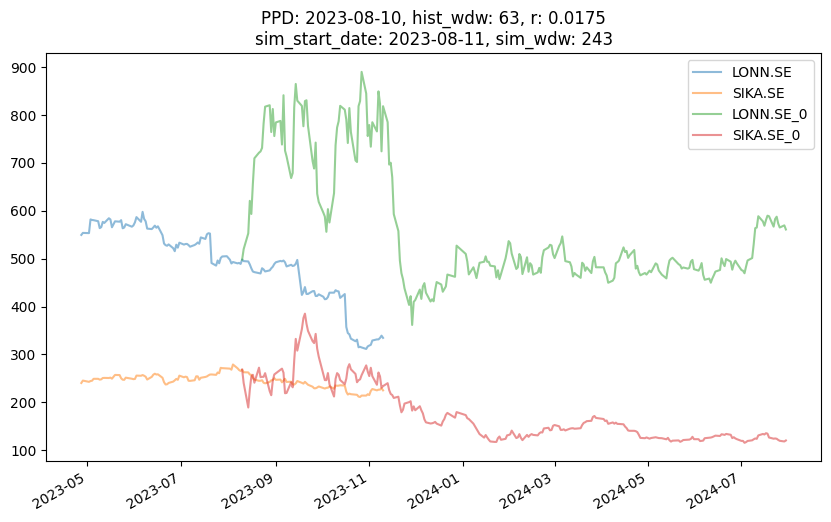 PPD: 2023-08-10, hist_wdw: 63, r: 0.0175
sim_start_date: 2023-08-11, sim_wdw: 243
LONN.SE
SIKA.SE
LONN.SE_0
SIKA.SE_0
900
800
700
600
500
400
300
200
100
2023-05
2023-07
2023-09
2023-11
2024-01
2024-03
2024-05
2024-07